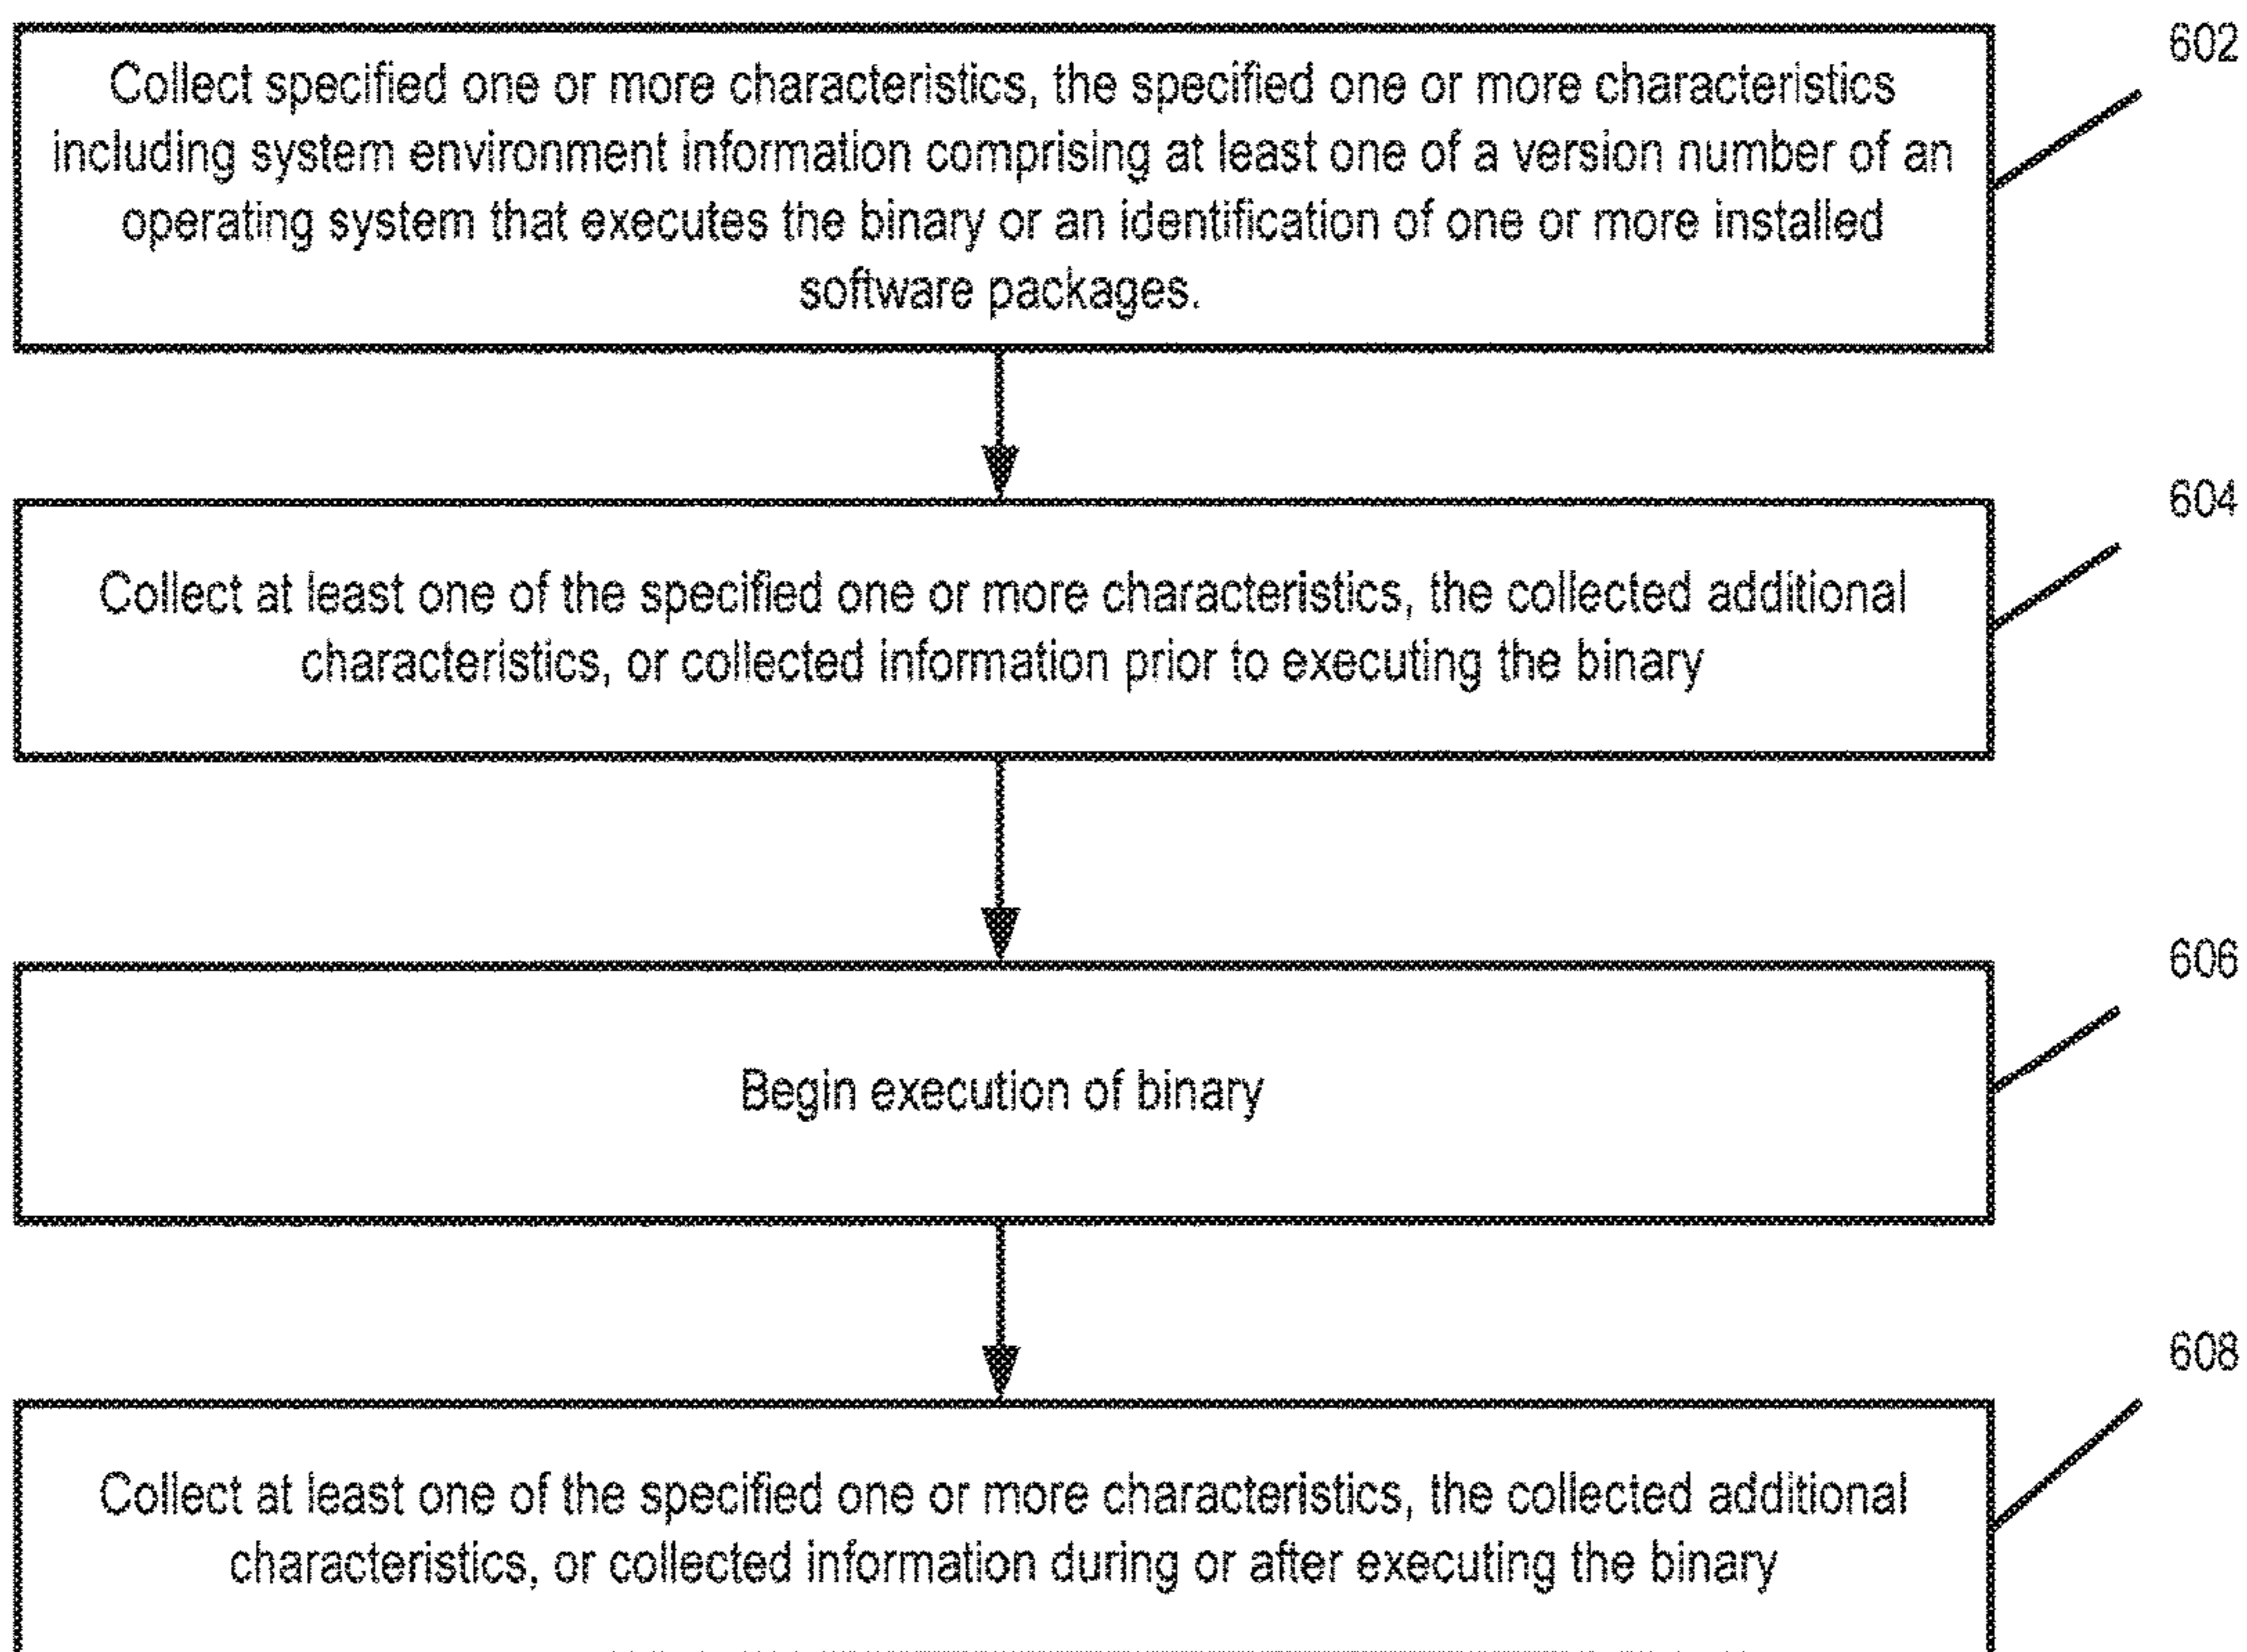 602
Collect specified one or more characteristics, the specified one or more characteristics
including system environment information comprising at least one of a version number of an
operating system that executes the binary or an identification of one or more installed
software packages.
604
Collect at least one of the specified one or more characteristics, the collected additional
characteristics, or collected information prior to executing the binary
606
Begin execution of binary
608
Collect at least one of the specified one or more characteristics, the collected additional
characteristics, or collected information during or after executing the binary